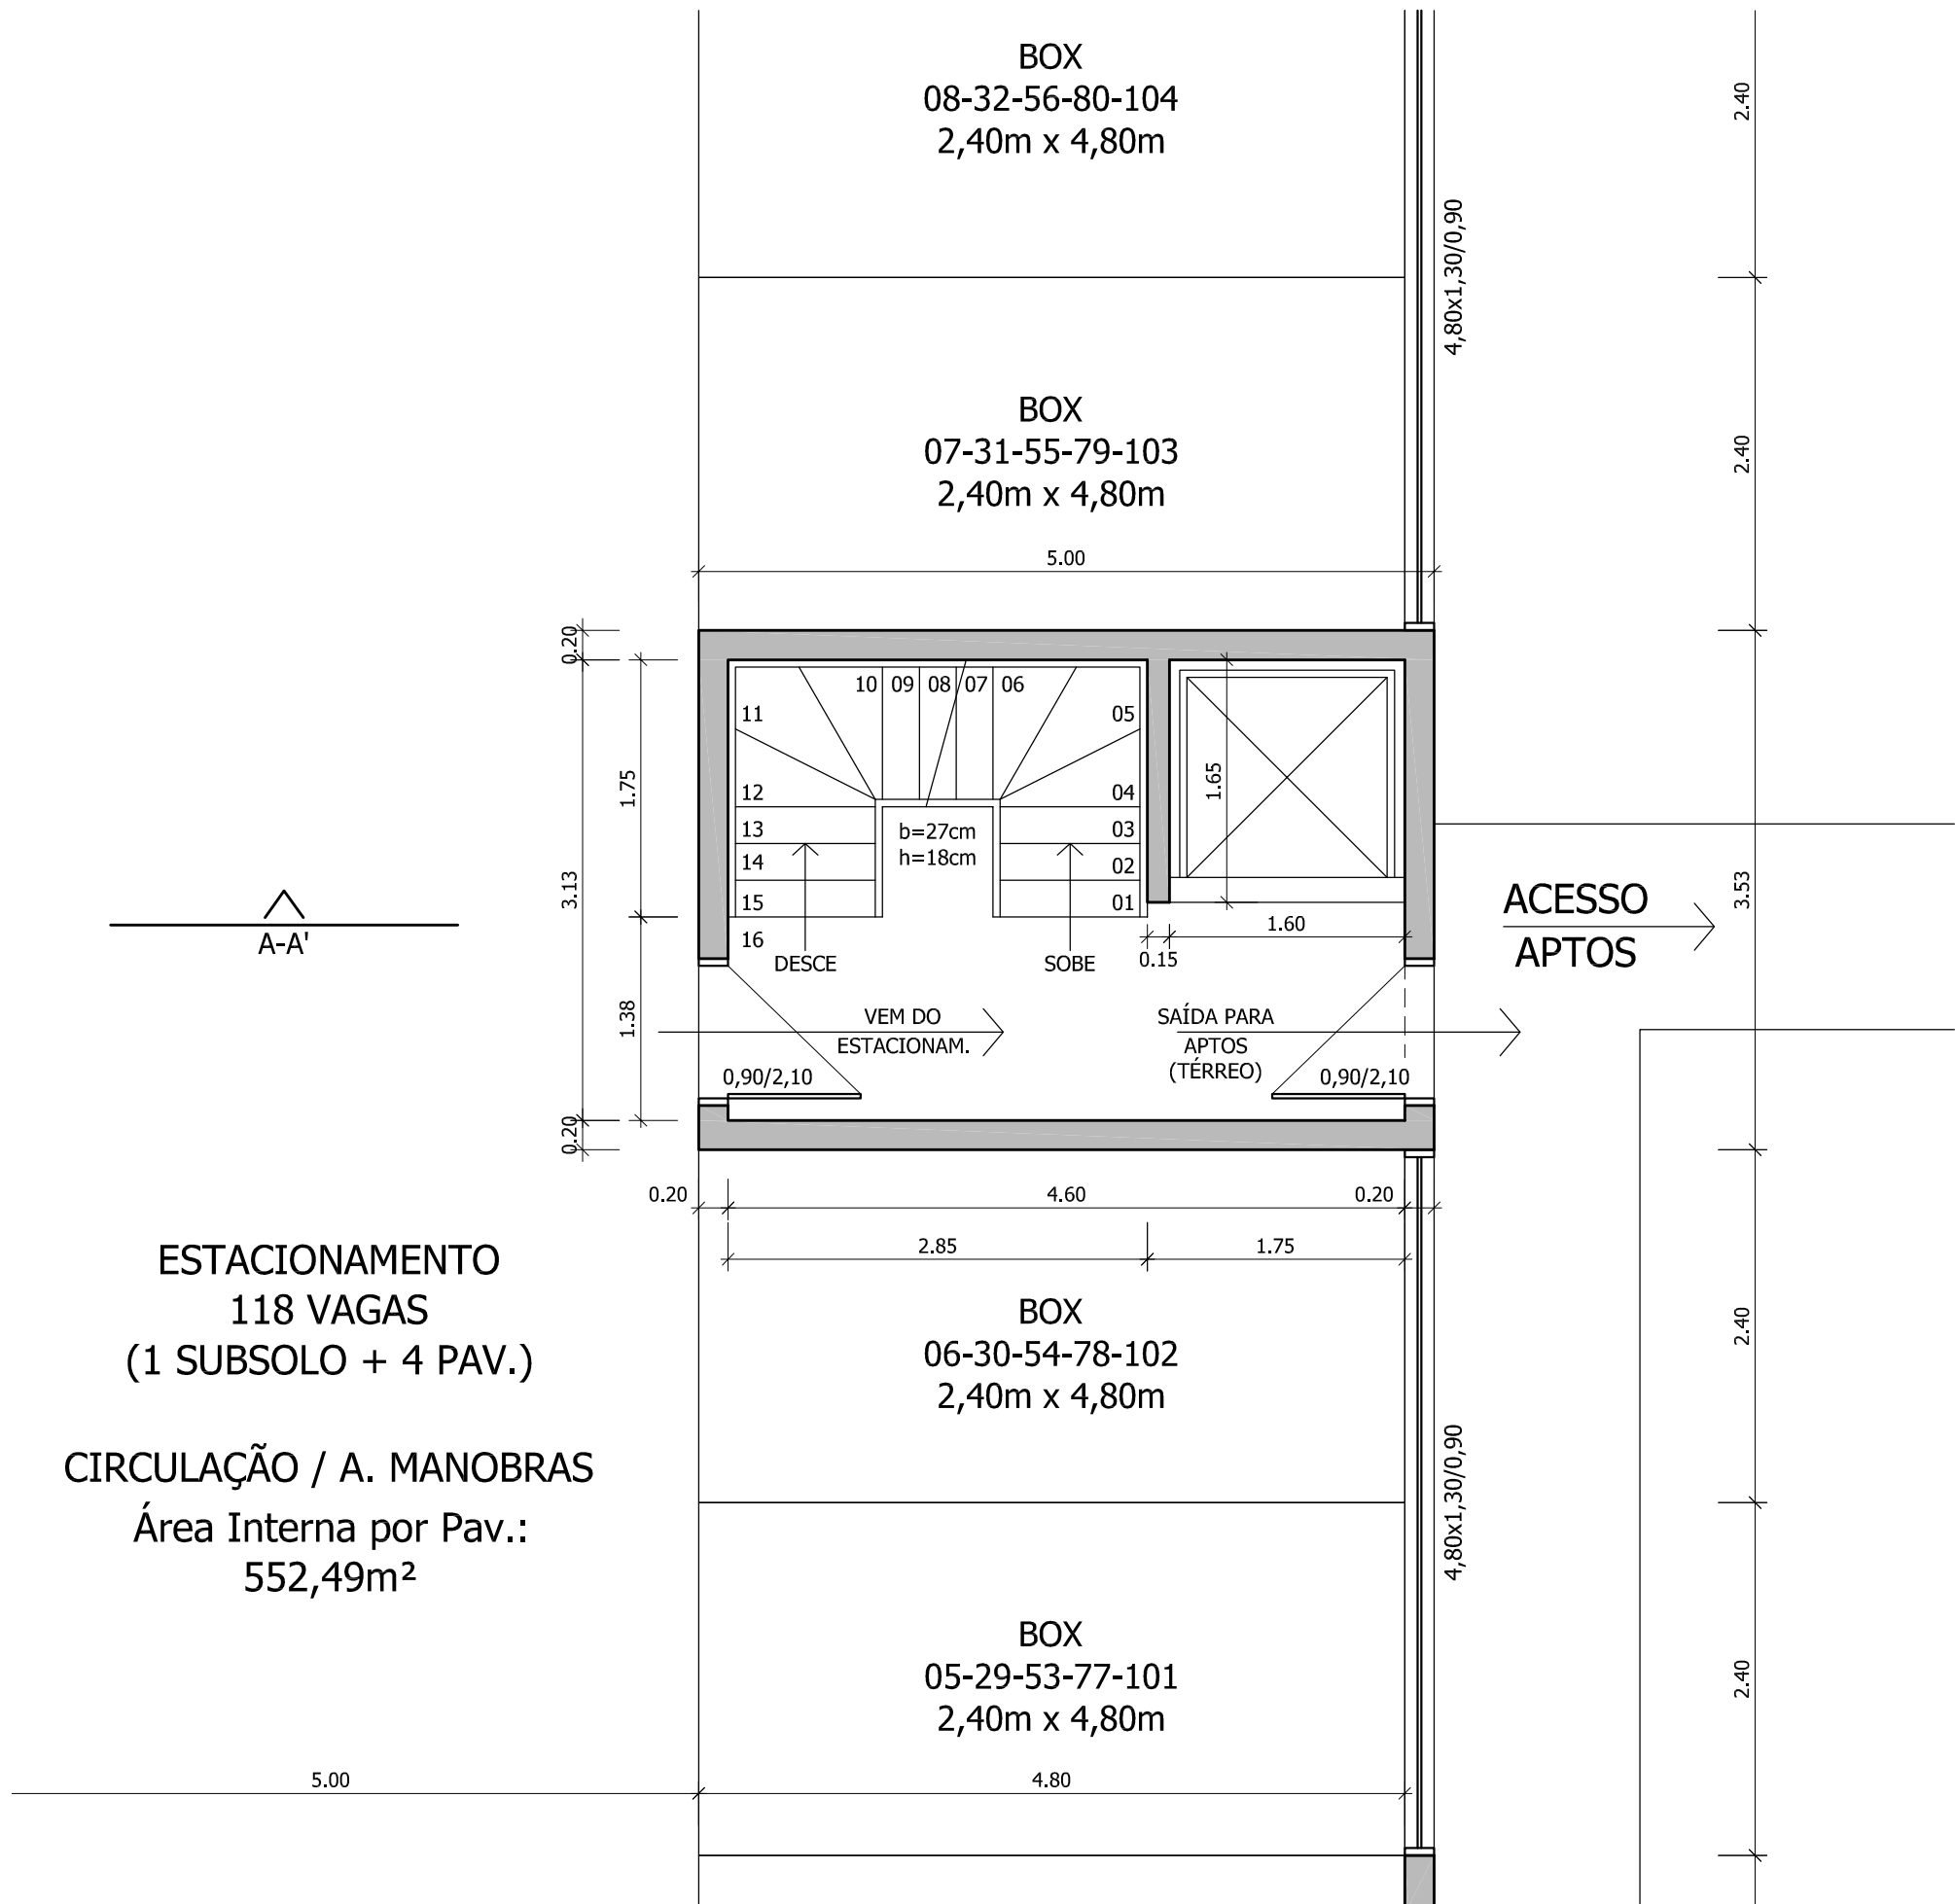 BOX
08-32-56-80-104
2,40m x 4,80m
2.40
4,80x1,30/0,90
BOX
07-31-55-79-103
2,40m x 4,80m
2.40
5.00
0.20
10
09
08
07
06
11
05
12
04
13
03
14
02
15
01
16
b=27cm
h=18cm
1.75
1.65
3.13
3.53
1.60
0.15
DESCE
SOBE
A-A'
ACESSO
APTOS
1.38
VEM DO
ESTACIONAM.
SAÍDA PARA
APTOS
(TÉRREO)
0,90/2,10
0,90/2,10
0.20
0.20
4.60
0.20
2.85
1.75
ESTACIONAMENTO
118 VAGAS
(1 SUBSOLO + 4 PAV.)
CIRCULAÇÃO / A. MANOBRAS
Área Interna por Pav.:
552,49m²
BOX
06-30-54-78-102
2,40m x 4,80m
2.40
4,80x1,30/0,90
BOX
05-29-53-77-101
2,40m x 4,80m
2.40
5.00
4.80